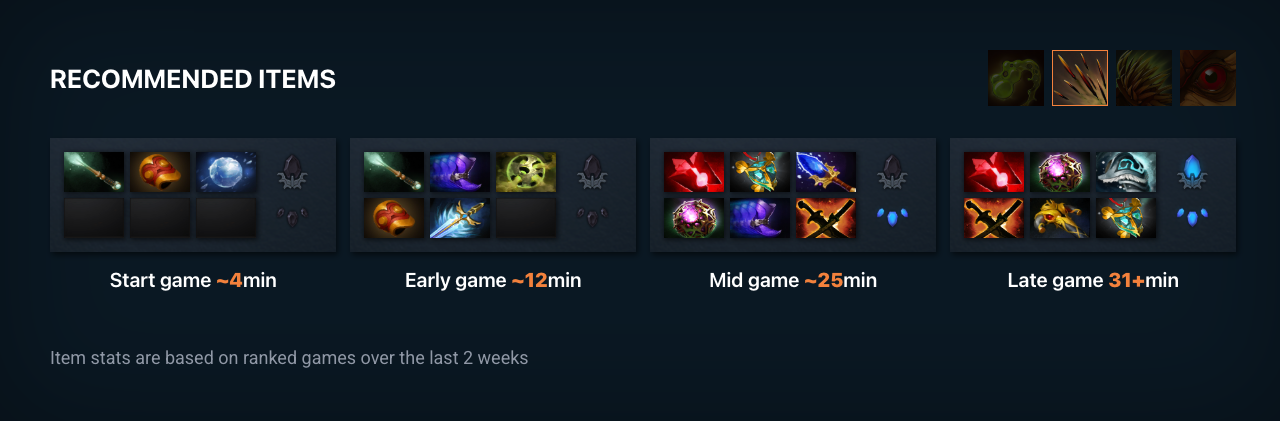 RECOMMENDED ITEMS
Start game ~4min
Early game ~12min
Mid game ~25min
Late game 31+min
Item stats are based on ranked games over the last 2 weeks